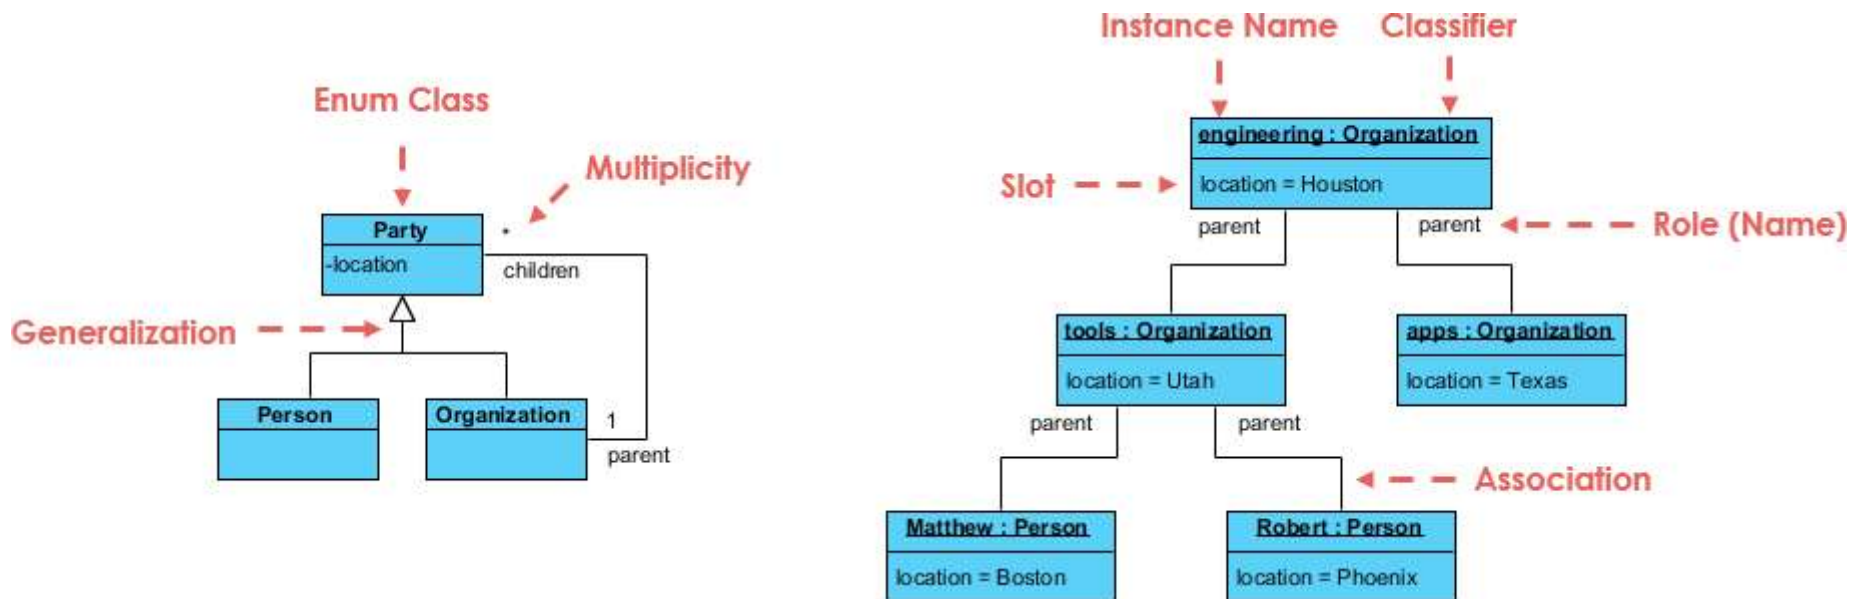 Enum Class
Multiplicity
Party
-location
*
children
Generalization
Person
Organization
1
parent
Instance Name
Classifier
engineering : Organization
location = Houston
Slot
parent
parent
Role (Name)
tools : Organization
location = Utah
apps : Organization
location = Texas
parent
parent
Association
Matthew : Person
location = Boston
Robert : Person
location = Phoenix